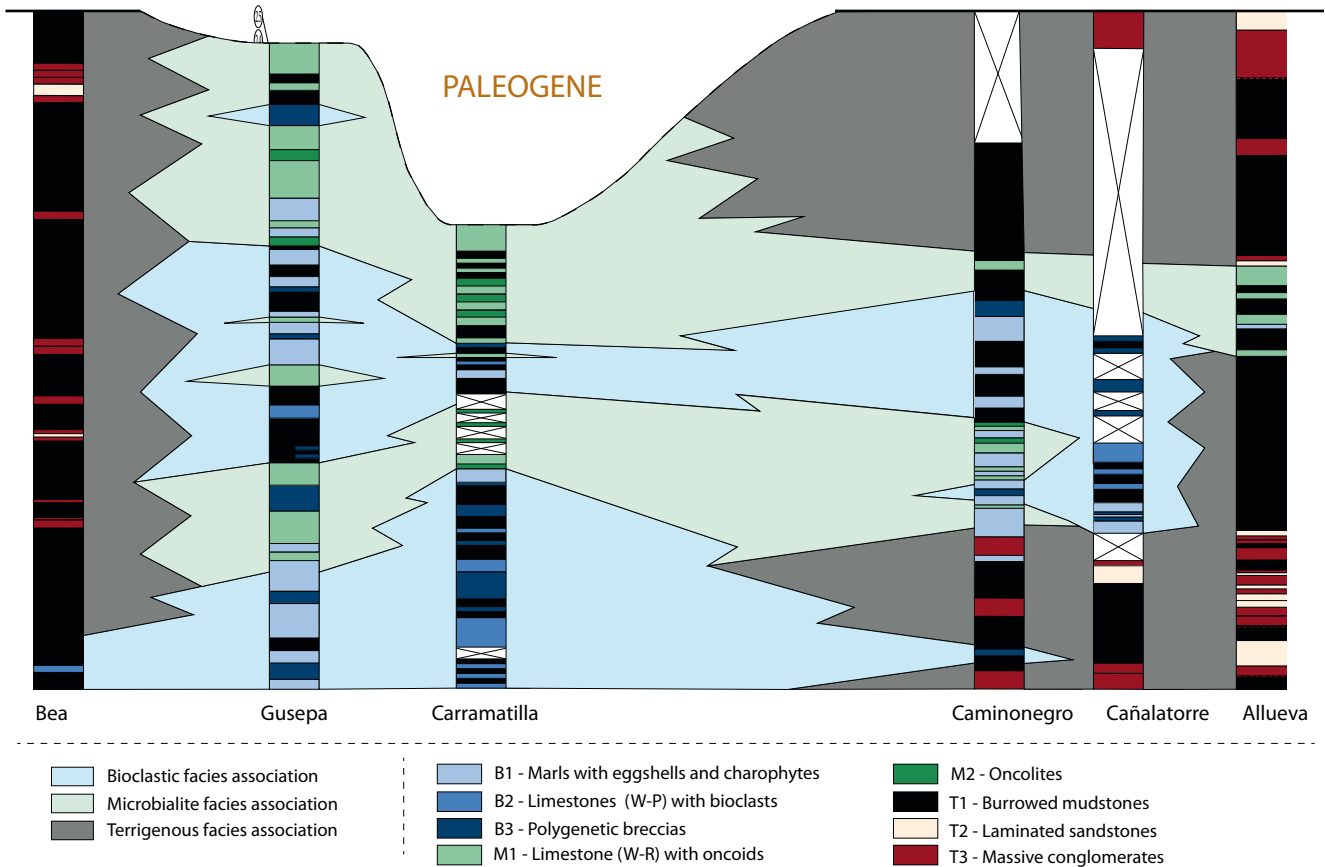 25
PALEOGENE
Bea Gusepa Carramatilla Caminonegro Cañalatorre Allueva
Bioclastic facies association
Microbialite facies association
Terrigenous facies association
B1 - Marls with eggshells and charophytes
B2 - Limestones (W-P) with bioclasts
B3 - Polygenetic breccias
M1 - Limestone (W-R) with oncoids
M2 - Oncolites
T1 - Burrowed mudstones
T2 - Laminated sandstones
T3 - Massive conglomerates